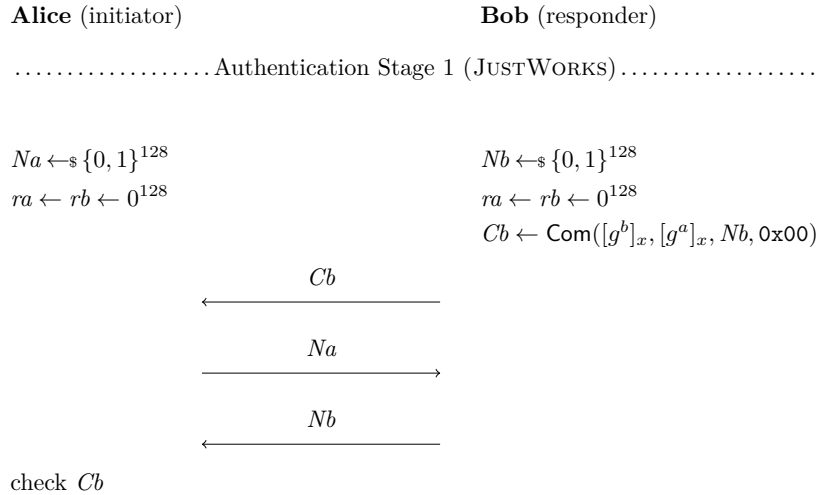 Alice (initiator) Bob (responder)
...................Authentication Stage 1 (JUSTWORKS)...................
Na ←$ {0, 1}^128 Nb ←$ {0, 1}^128
ra ← rb ← 0^128 ra ← rb ← 0^128
Cb ← Com([g^b]_x, [g^a]_x, Nb, 0x00)
Cb
Na
Nb
check Cb